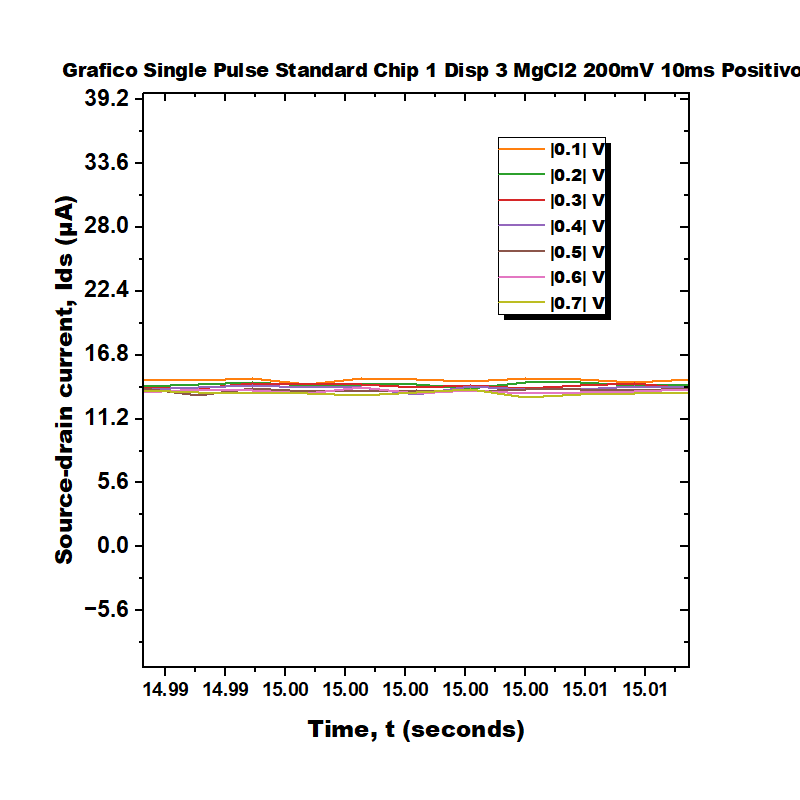 Grafico Single Pulse Standard Chip 1 Disp 3 MgCl2 200mV 10ms Positivo
39.2
33.6
28.0
22.4
16.8
11.2
5.6
0.0
−5.6
Source-drain current, Ids (μA)
|0.1| V
|0.2| V
|0.3| V
|0.4| V
|0.5| V
|0.6| V
|0.7| V
14.99 14.99 15.00 15.00 15.00 15.00 15.00 15.01 15.01
Time, t (seconds)